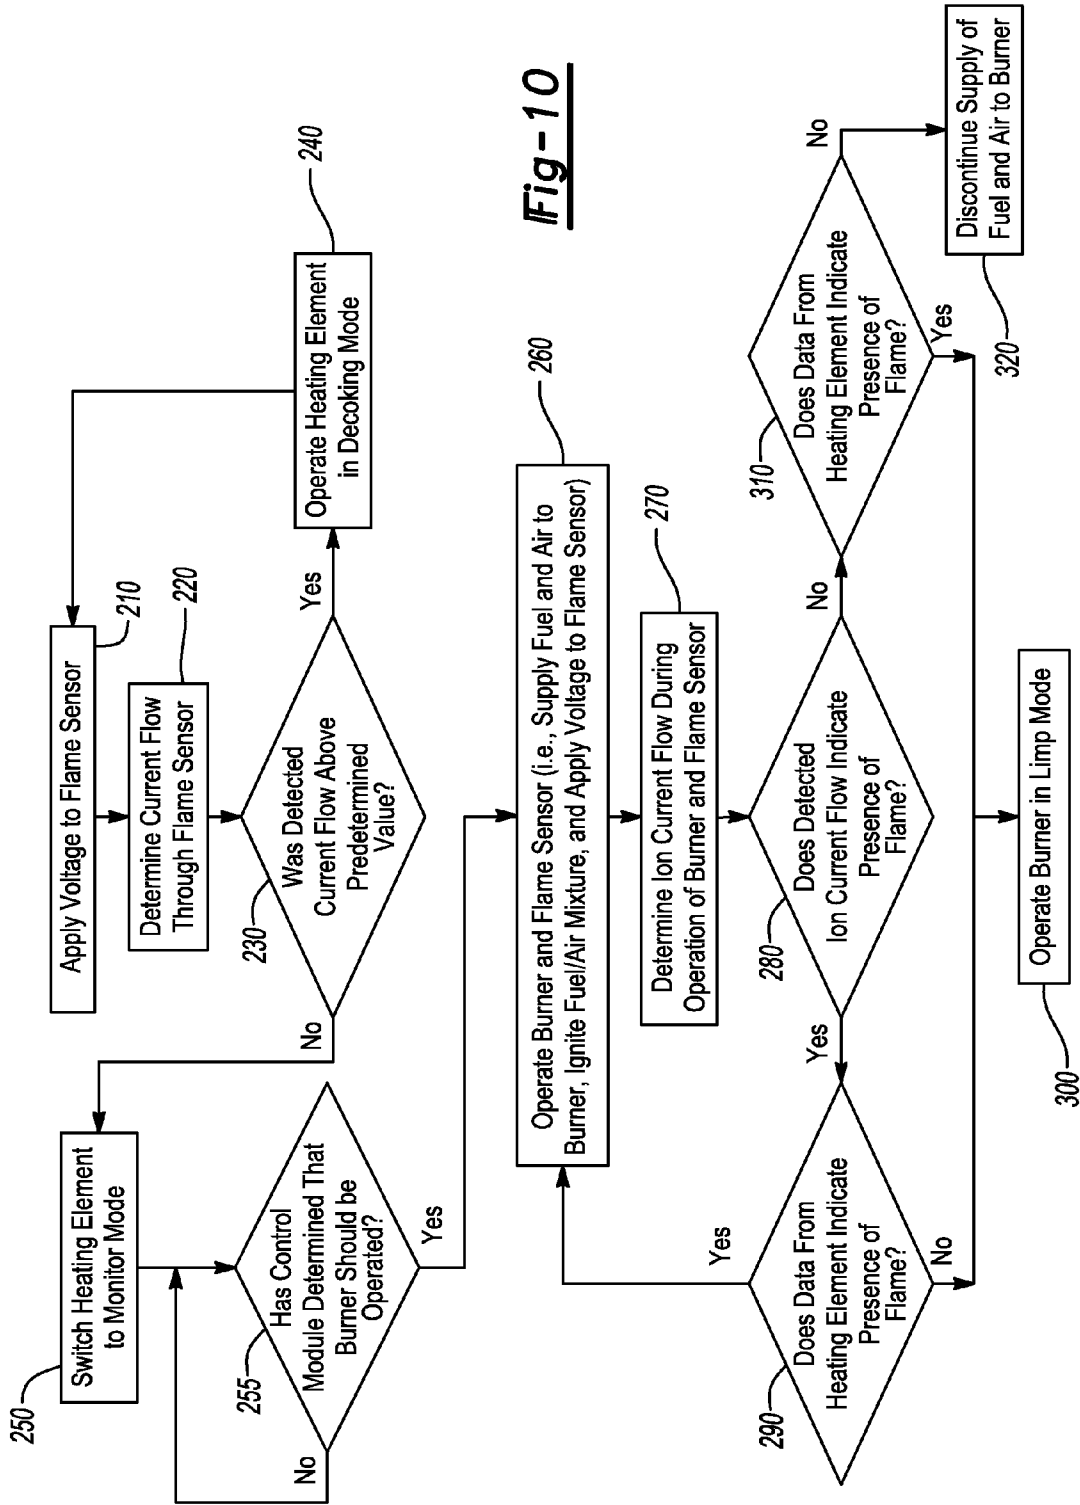 Apply Voltage to Flame Sensor
210
Determine Current Flow
Through Flame Sensor
220
Was Detected
Current Flow Above
Predetermined
Value?
230
Yes
No
Operate Heating Element
in Decoking Mode
240
Switch Heating Element
to Monitor Mode
250
Has Control
Module Determined That
Burner Should be
Operated?
255
No
Yes
Operate Burner and Flame Sensor (i.e., Supply Fuel and Air to
Burner, Ignite Fuel/Air Mixture, and Apply Voltage to Flame Sensor)
260
Determine Ion Current Flow During
Operation of Burner and Flame Sensor
270
Does Detected
Ion Current Flow Indicate
Presence of
Flame?
280
Yes
No
Does Data From
Heating Element Indicate
Presence of
Flame?
290
Yes
No
Does Data From
Heating Element Indicate
Presence of
Flame?
310
No
Yes
Discontinue Supply of
Fuel and Air to Burner
320
Operate Burner in Limp Mode
300
Fig-10